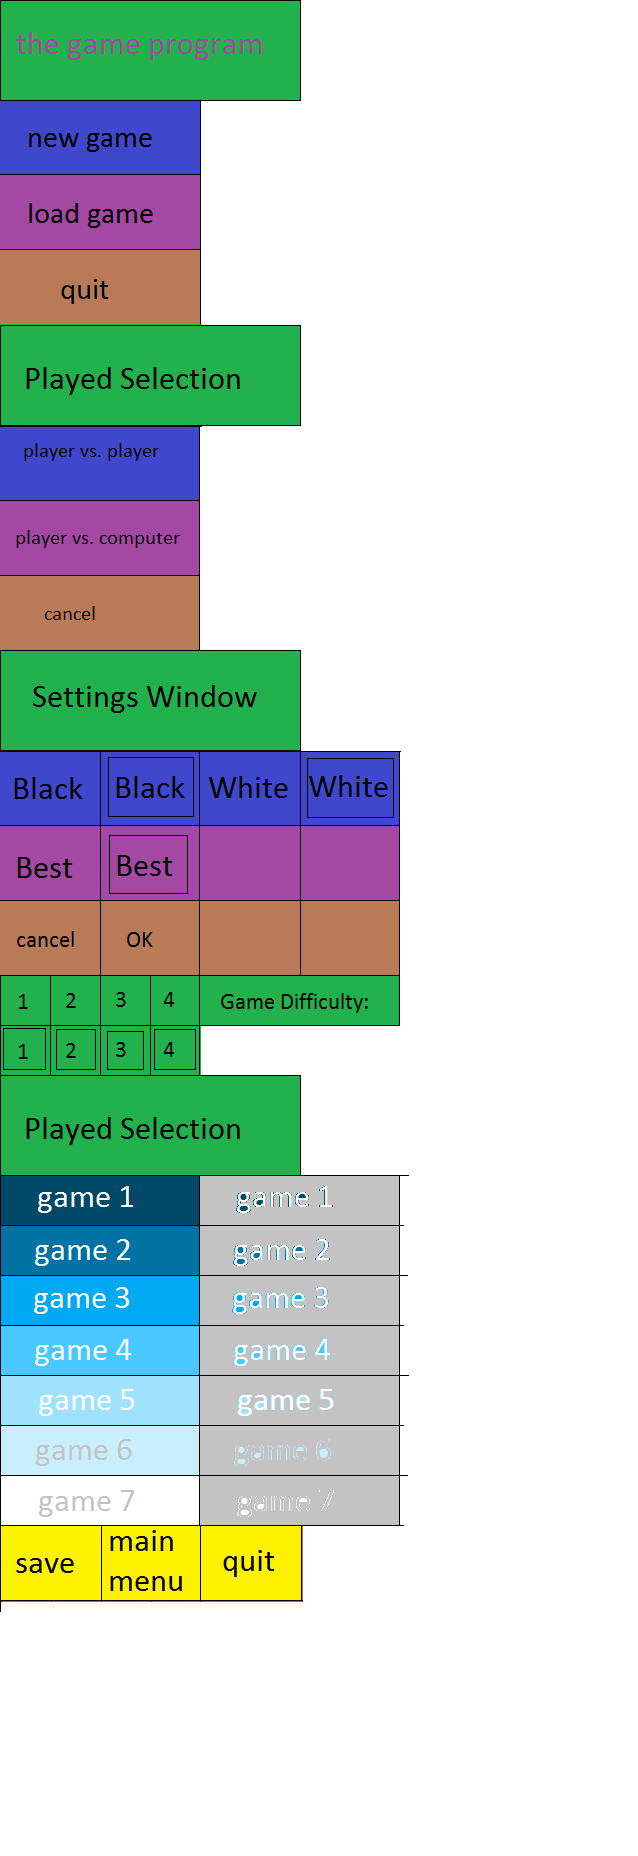 the game program
new game
load game
quit
Played Selection
player vs. player
player vs. computer
cancel
Settings Window
Black Black White White
Best Best
cancel OK
1 2 3 4 Game Difficulty:
1 2 3 4
Played Selection
game 1 game 1
game 2 game 2
game 3 game 3
game 4 game 4
game 5 game 5
game 6 game 6
game 7 game 7
save main menu quit